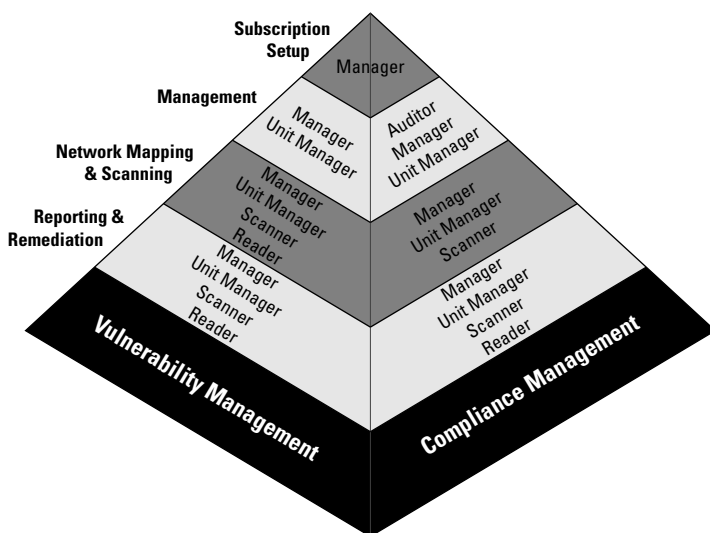 Subscription
Setup
Manager
Management
Manager
Unit Manager
Auditor
Manager
Unit Manager
Network Mapping
& Scanning
Manager
Unit Manager
Scanner
Reader
Manager
Unit Manager
Scanner
Reporting &
Remediation
Manager
Unit Manager
Scanner
Reader
Manager
Unit Manager
Scanner
Reader
Vulnerability Management
Compliance Management